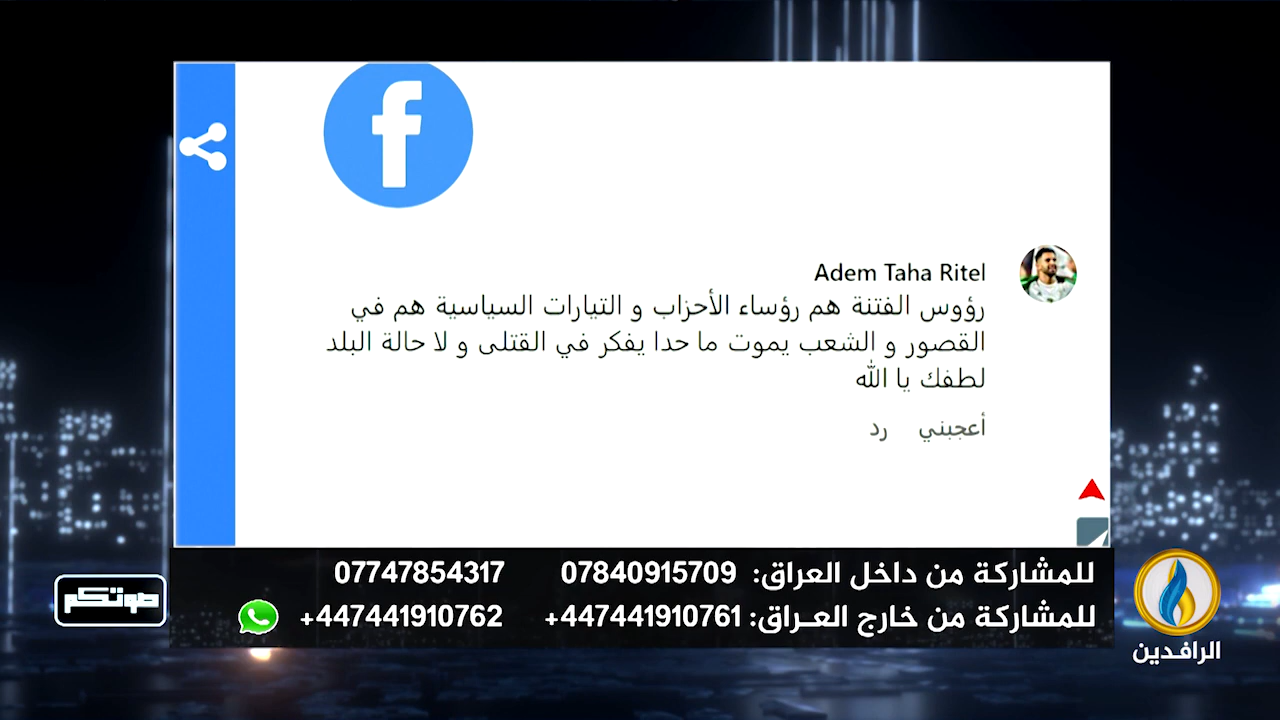 Adem Taha Ritel
رؤوس الفتنة هم رؤساء الأحزاب و التيارات السياسية هم في
القصور و الشعب يموت ما حدا يفكر في القتلى و لا حالة البلد
لطفك يا الله
أعجبني رد
للمشاركة من داخل العراق: 07840915709 07747854317
للمشاركة من خارج العـراق: 447441910761+ 447441910762+
صوتكم
الرافدين